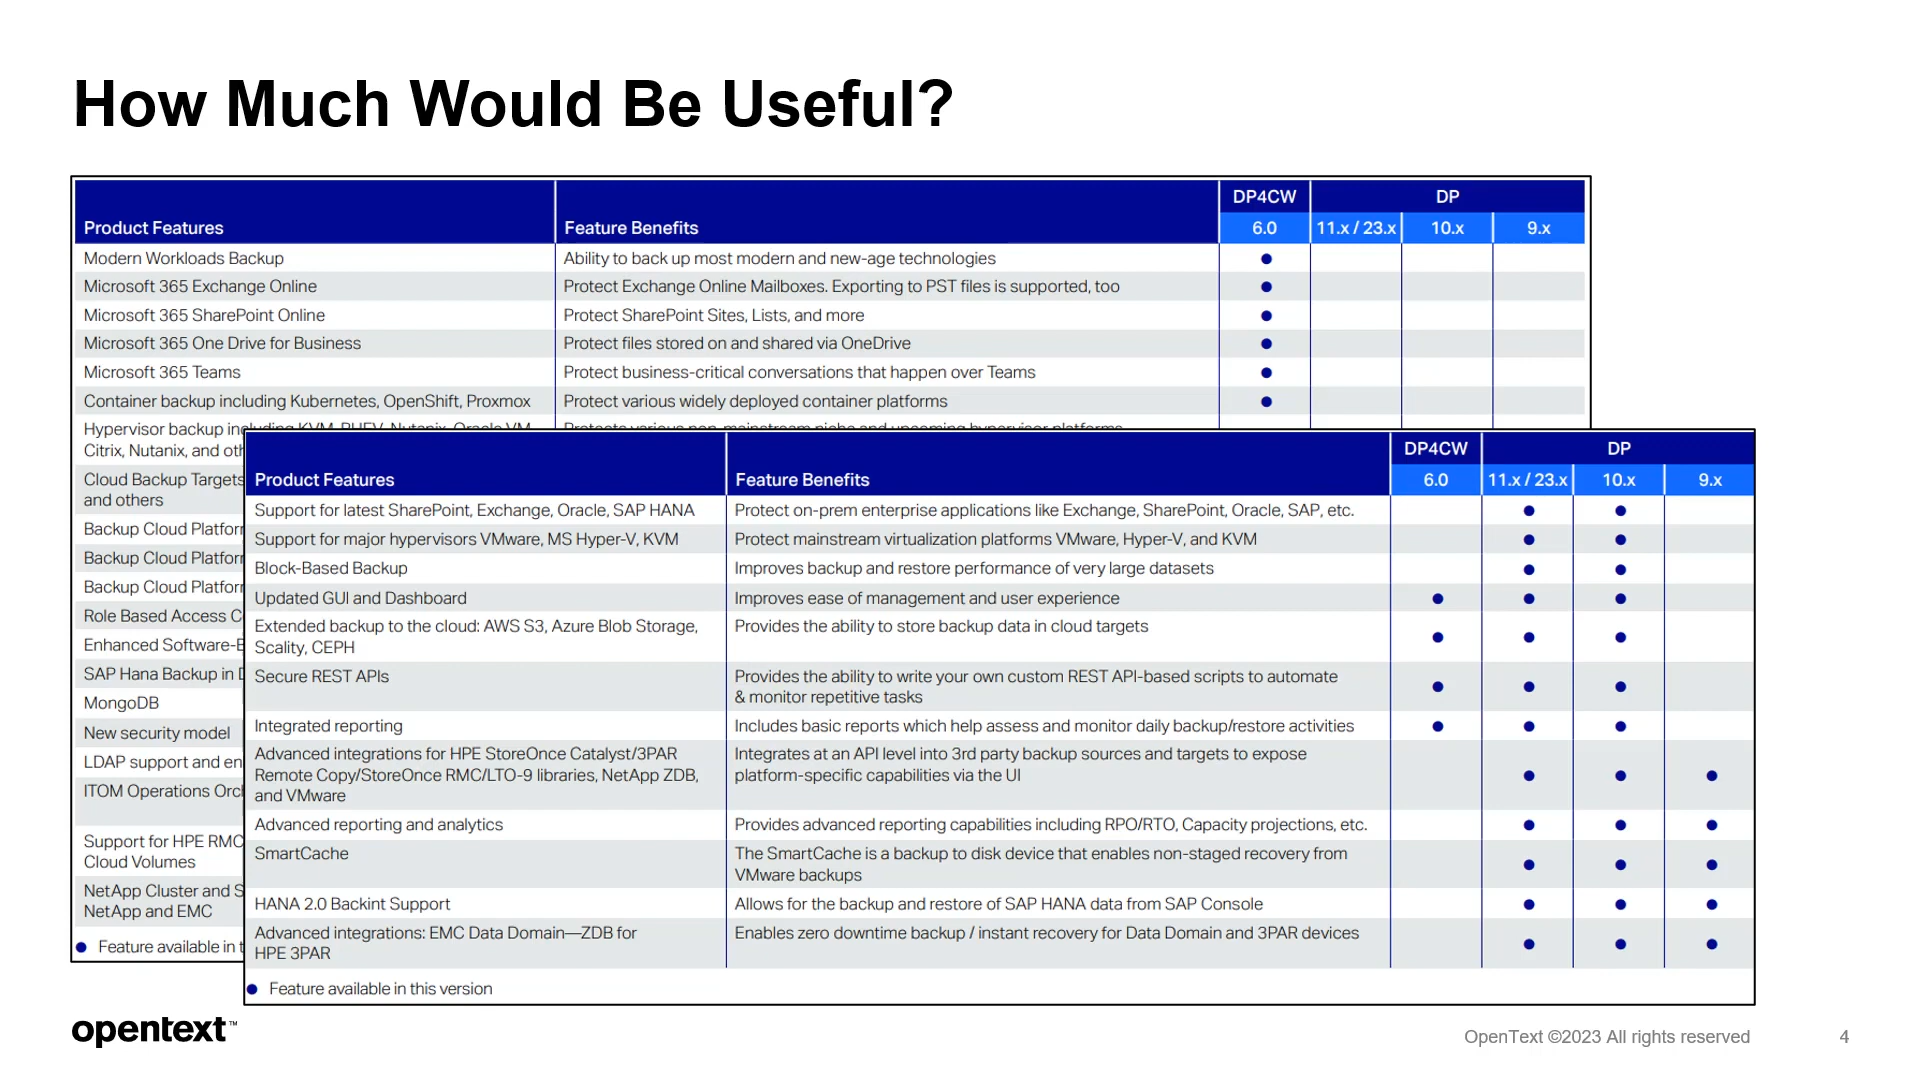 How Much Would Be Useful?
DP4CW DP
Product Features Feature Benefits 6.0 11.x / 23.x 10.x 9.x
Modern Workloads Backup Ability to back up most modern and new-age technologies ●
Microsoft 365 Exchange Online Protect Exchange Online Mailboxes. Exporting to PST files is supported, too ●
Microsoft 365 SharePoint Online Protect SharePoint Sites, Lists, and more ●
Microsoft 365 One Drive for Business Protect files stored on and shared via OneDrive ●
Microsoft 365 Teams Protect business-critical conversations that happen over Teams ●
Container backup including Kubernetes, OpenShift, Proxmox Protect various widely deployed container platforms ●
Hypervisor backup including KVM, RHEV, Nutanix, Oracle VM,
Citrix, Nutanix, and
Cloud Backup Targets
and others
Backup Cloud
Backup Cloud
Backup Cloud
Role Based Access
Enhanced
SAP Hana Backup in
MongoDB
New security model
LDAP support and
ITOM Operations
Support for HPE RMC
Cloud Volumes
NetApp Cluster and
NetApp and EMC
● Feature available in
DP4CW DP
Product Features Feature Benefits 6.0 11.x / 23.x 10.x 9.x
Support for latest SharePoint, Exchange, Oracle, SAP HANA Protect on-prem enterprise applications like Exchange, SharePoint, Oracle, SAP, etc. ● ●
Support for major hypervisors VMware, MS Hyper-V, KVM Protect mainstream virtualization platforms VMware, Hyper-V, and KVM ● ●
Block-Based Backup Improves backup and restore performance of very large datasets ● ●
Updated GUI and Dashboard Improves ease of management and user experience ● ● ●
Extended backup to the cloud: AWS S3, Azure Blob Storage, Provides the ability to store backup data in cloud targets
Scality, CEPH ● ● ●
Secure REST APIs Provides the ability to write your own custom REST API-based scripts to automate
& monitor repetitive tasks ● ● ●
Integrated reporting Includes basic reports which help assess and monitor daily backup/restore activities ● ● ●
Advanced integrations for HPE StoreOnce Catalyst/3PAR Integrates at an API level into 3rd party backup sources and targets to expose
Remote Copy/StoreOnce RMC/LTO-9 libraries, NetApp ZDB, platform-specific capabilities via the UI ● ● ●
and VMware
Advanced reporting and analytics Provides advanced reporting capabilities including RPO/RTO, Capacity projections, etc. ● ● ●
SmartCache The SmartCache is a backup to disk device that enables non-staged recovery from
VMware backups ● ● ●
HANA 2.0 Backint Support Allows for the backup and restore of SAP HANA data from SAP Console ● ● ●
Advanced integrations: EMC Data Domain—ZDB for Enables zero downtime backup / instant recovery for Data Domain and 3PAR devices
HPE 3PAR ● ● ●
● Feature available in this version
opentext™
OpenText ©2023 All rights reserved 4